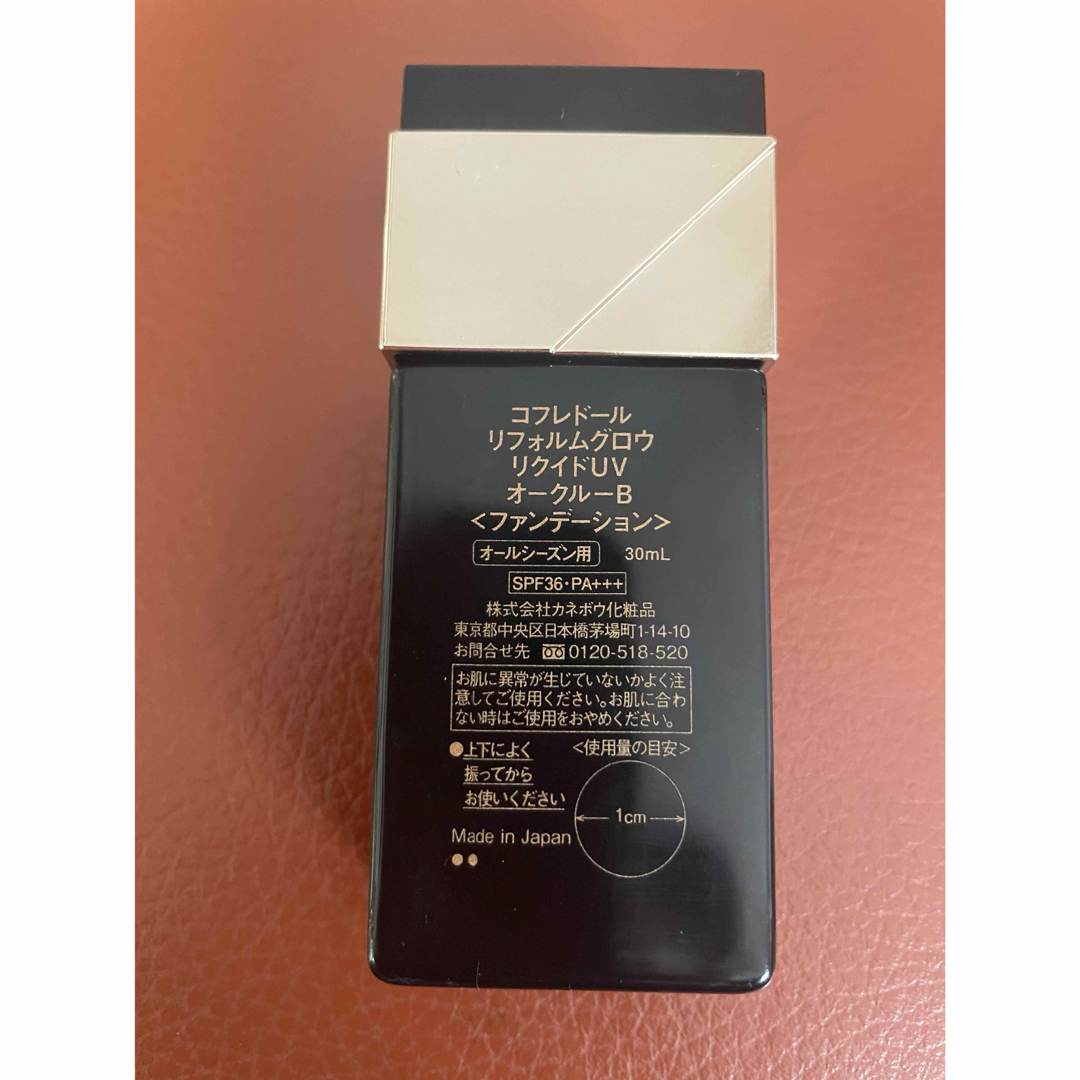 コフレドール
リフォルムグロウ
リクイドUV
オークルーB
<ファンデーション>
オールシーズン用 30mL
SPF36・PA+++
株式会社カネボウ化粧品
東京都中央区日本橋茅場町1-14-10
お問合せ先 0120-518-520
お肌に異常が生じていないかよく注
意してご使用ください。お肌に合わ
ない時はご使用をおやめください。
●上下によく <使用量の目安>
振ってから
お使いください
1cm
Made in Japan